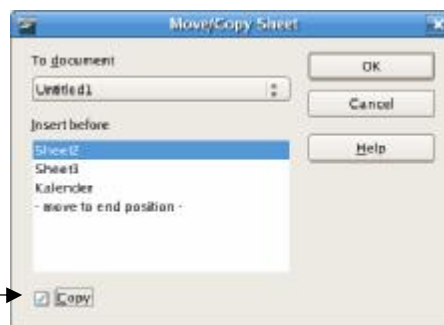 Move/Copy Sheet
To document
Untitled1
OK
Cancel
Insert before
Help
Sheet2
Sheet3
Kalender
- move to end position -
Copy